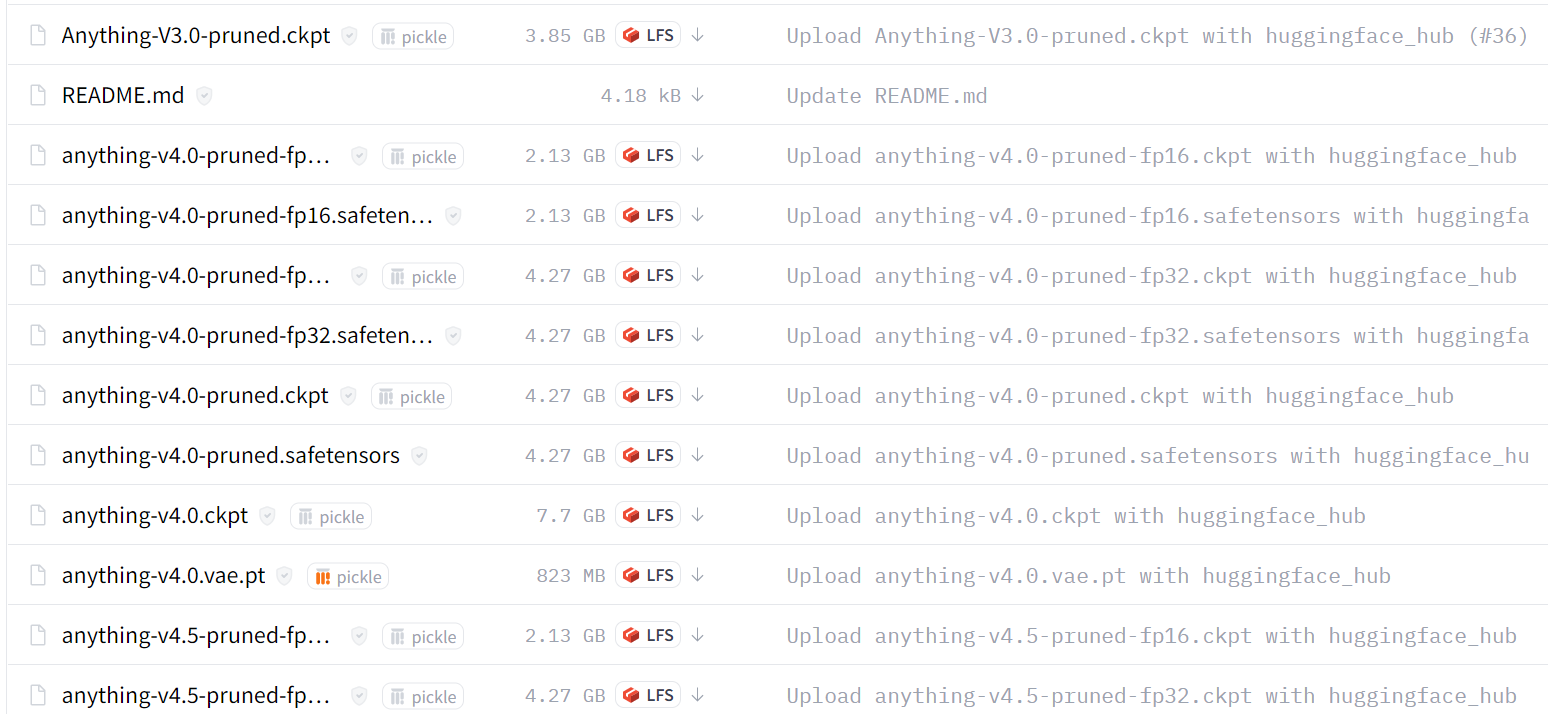 Anything-V3.0-pruned.ckpt pickle 3.85 GB LFS Upload Anything-V3.0-pruned.ckpt with huggingface_hub (#36)
README.md 4.18 kB Update README.md
anything-v4.0-pruned-fp... pickle 2.13 GB LFS Upload anything-v4.0-pruned-fp16.ckpt with huggingface_hub
anything-v4.0-pruned-fp16.safeten... 2.13 GB LFS Upload anything-v4.0-pruned-fp16.safetensors with huggingfa
anything-v4.0-pruned-fp... pickle 4.27 GB LFS Upload anything-v4.0-pruned-fp32.ckpt with huggingface_hub
anything-v4.0-pruned-fp32.safeten... 4.27 GB LFS Upload anything-v4.0-pruned-fp32.safetensors with huggingfa
anything-v4.0-pruned.ckpt pickle 4.27 GB LFS Upload anything-v4.0-pruned.ckpt with huggingface_hub
anything-v4.0-pruned.safetensors 4.27 GB LFS Upload anything-v4.0-pruned.safetensors with huggingface_hu
anything-v4.0.ckpt pickle 7.7 GB LFS Upload anything-v4.0.ckpt with huggingface_hub
anything-v4.0.vae.pt pickle 823 MB LFS Upload anything-v4.0.vae.pt with huggingface_hub
anything-v4.5-pruned-fp... pickle 2.13 GB LFS Upload anything-v4.5-pruned-fp16.ckpt with huggingface_hub
anything-v4.5-pruned-fp... pickle 4.27 GB LFS Upload anything-v4.5-pruned-fp32.ckpt with huggingface_hub